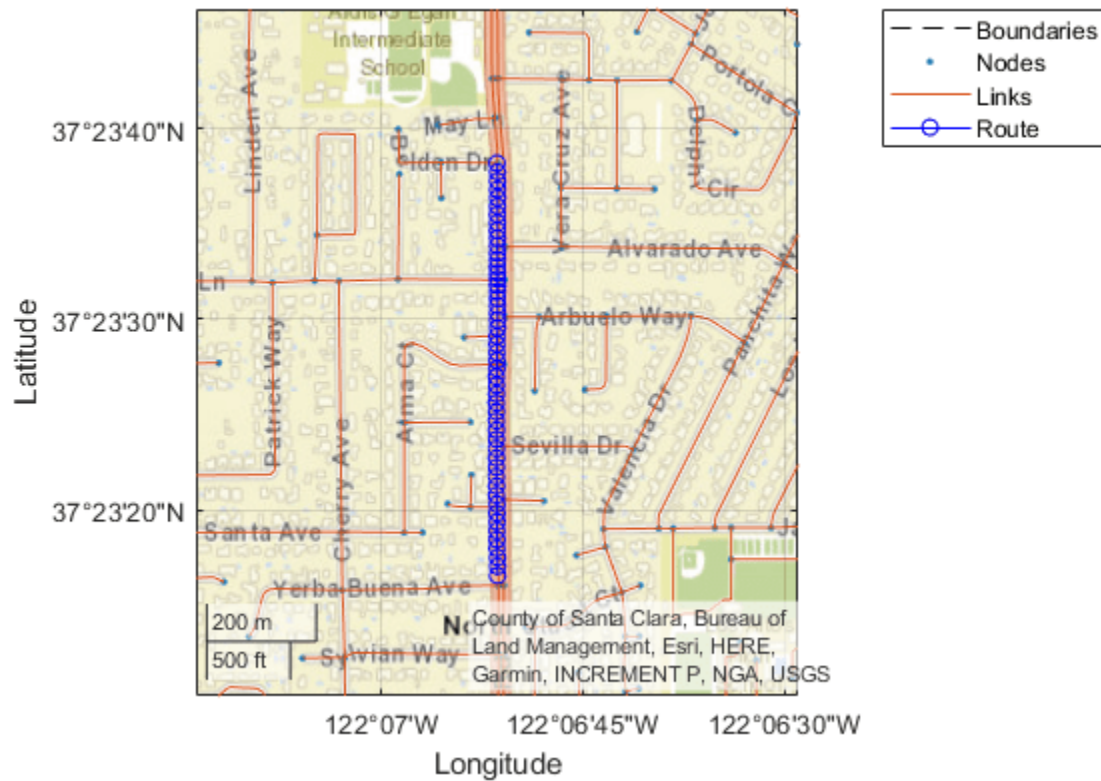 Intermediate
School
Linden Ave
May L
lden Dr
Vera Cruz Ave
Portola C
Cir
Alvarado Ave
Ln
Arbuelo Way
Panchita W
Patrick Way
Alma Ct
Cherry Ave
Sevilla Dr
Valencia Dr
Santa Ave
Yerba Buena Ave
Sylvian Way
200 m
500 ft
County of Santa Clara, Bureau of
Land Management, Esri, HERE,
Garmin, INCREMENT P, NGA, USGS
37°23'40"N
37°23'30"N
37°23'20"N
Latitude
122°07'W
122°06'45"W
122°06'30"W
Longitude
Boundaries
Nodes
Links
Route